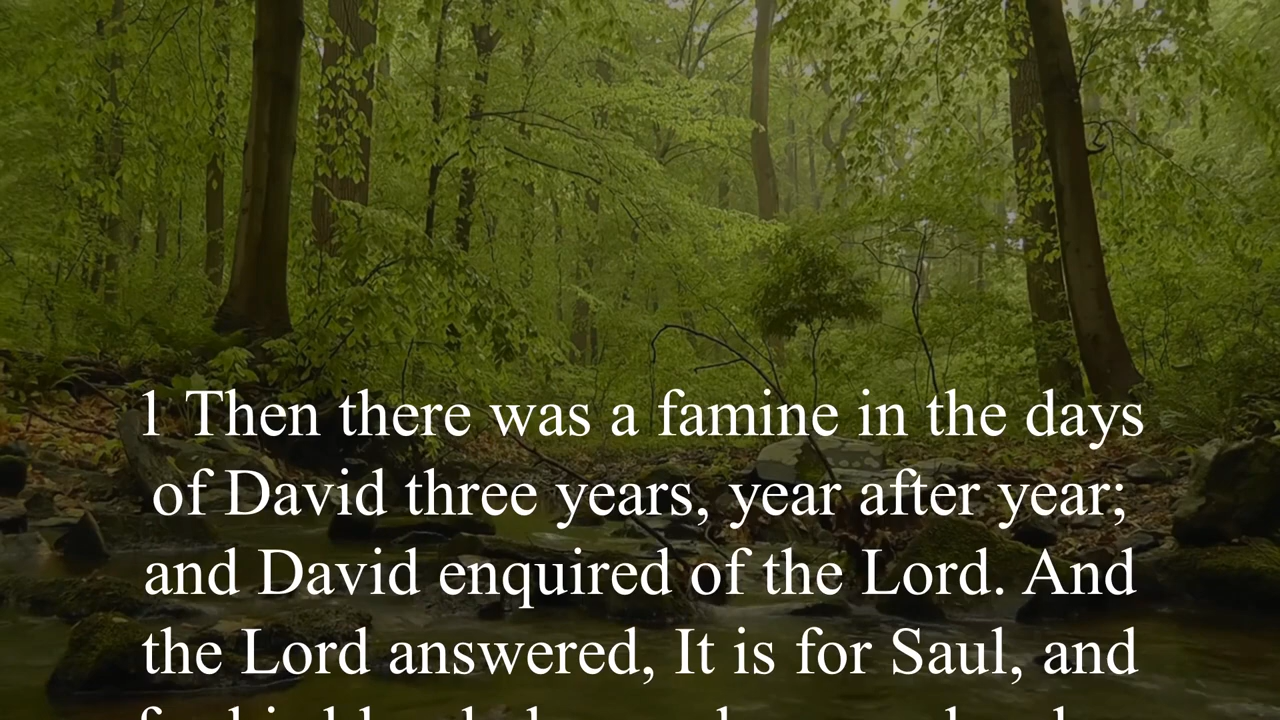 1 Then there was a famine in the days
of David three years, year after year;
and David enquired of the Lord. And
the Lord answered, It is for Saul, and